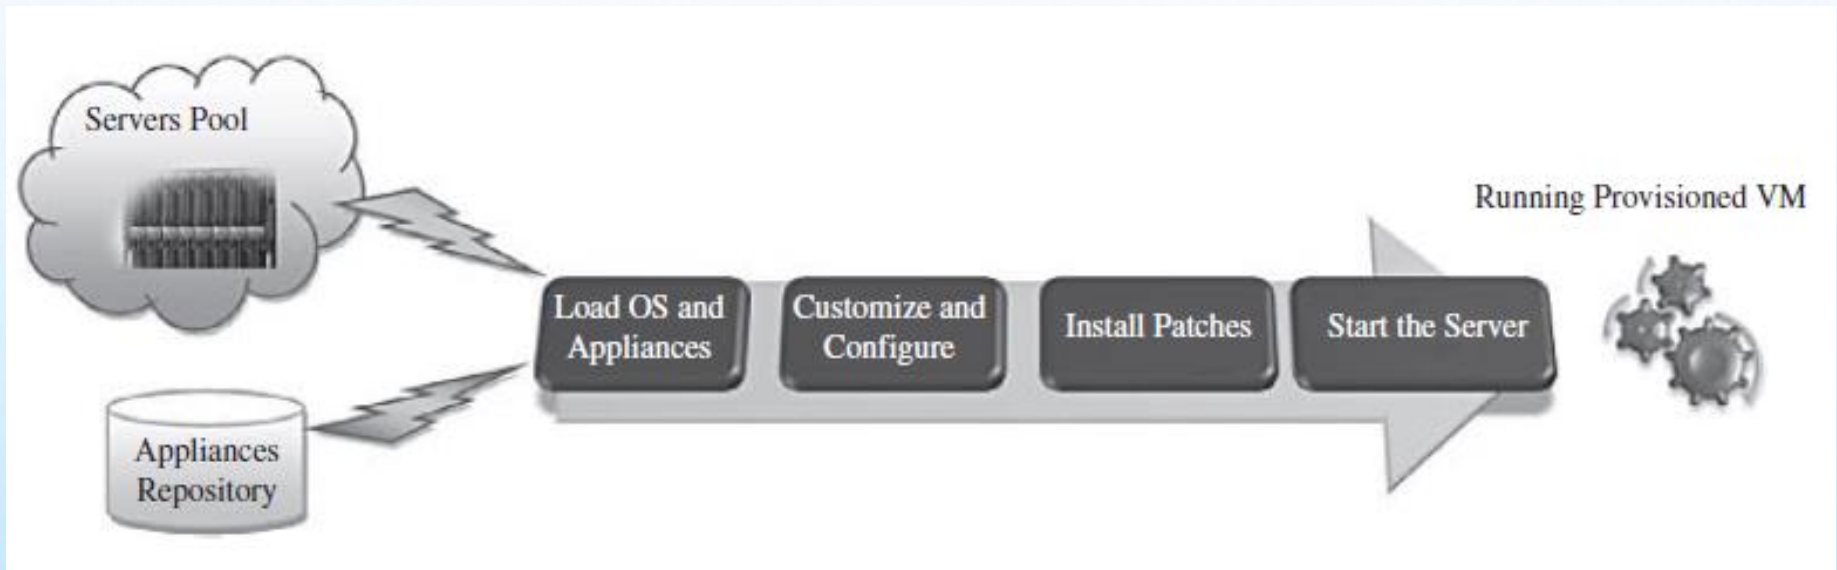 Servers Pool
Running Provisioned VM
Load OS and
Appliances
Customize and
Configure
Install Patches
Start the Server
Appliances
Repository